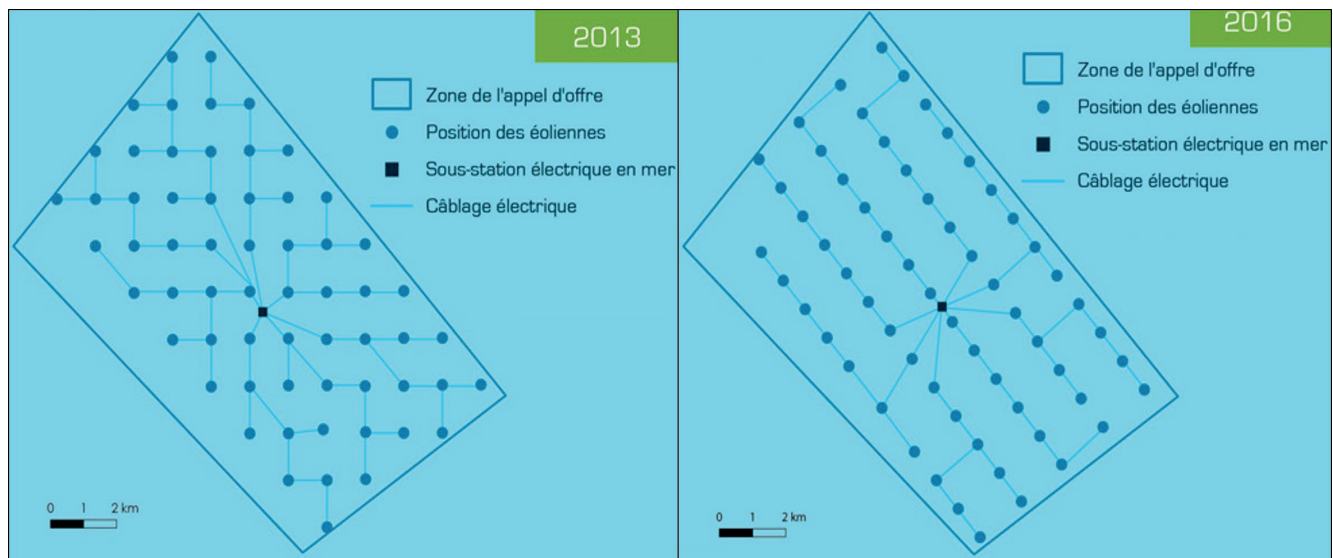 2013
Zone de l'appel d'offre
Position des éoliennes
Sous-station électrique en mer
Câblage électrique
0 1 2 km
2016
Zone de l'appel d'offre
Position des éoliennes
Sous-station électrique en mer
Câblage électrique
0 1 2 km